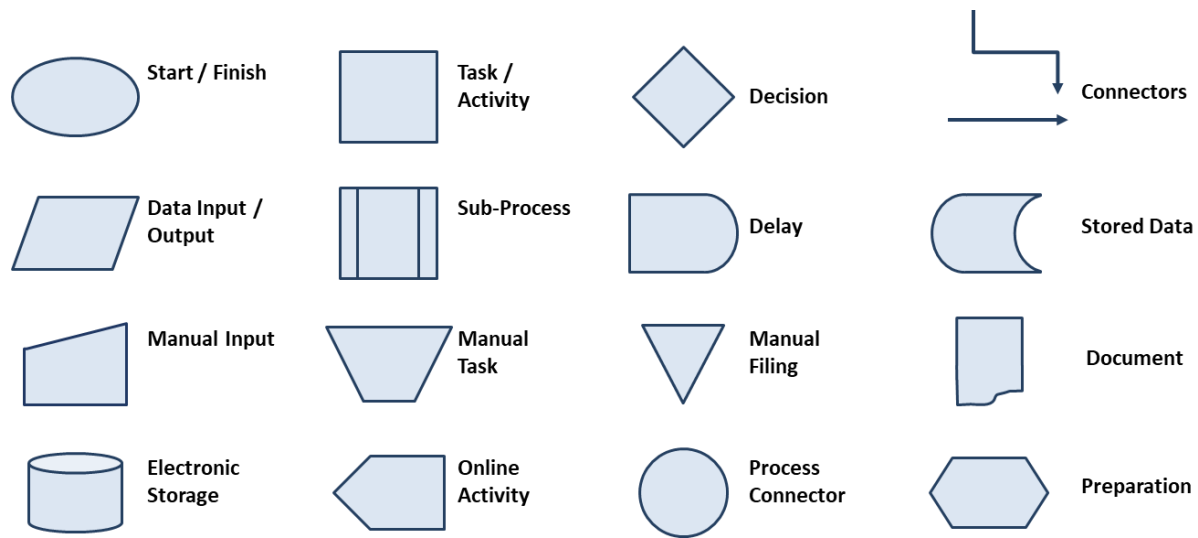 Start / Finish
Task /
Activity
Decision
Connectors
Data Input /
Output
Sub-Process
Delay
Stored Data
Manual Input
Manual
Task
Manual
Filing
Document
Electronic
Storage
Online
Activity
Process
Connector
Preparation